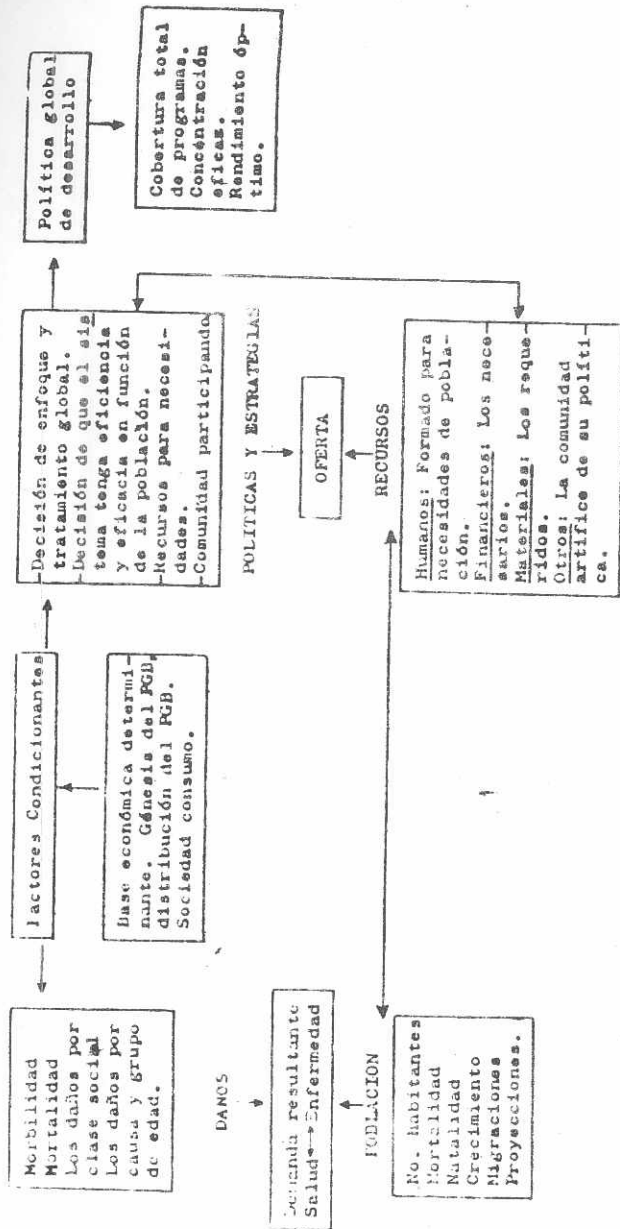 Morbilidad
Mortalidad
Los daños por
clase social
Los daños por
causa y grupo
de edad.
DANOS
Demanda resultante
Salud↔Enfermedad
POBLACION
No. habitantes
Mortalidad
Natalidad
Crecimiento
Migraciones
Proyecciones.
Factores Condicionantes
Base económica determi-
nante. Génesis del PGB,
distribución del PGB.
Sociedad consumo.
-Decisión de enfoque y
tratamiento global.
-Decisión de que el sis
tema tenga eficiencia
y eficacia en función
de la población.
-Recursos para necesi-
dades.
-Comunidad participando
POLITICAS Y ESTRATEGIAS
OFERTA
RECURSOS
Humanos: Formado para
necesidades de pobla-
ción.
Financieros: Los nece-
sarios.
Materiales: Los reque-
ridos.
Otros: La comunidad
artífice de su políti-
ca.
Política global
de desarrollo
Cobertura total
de programas.
Concentración
eficas.
Rendimiento óp-
timo.